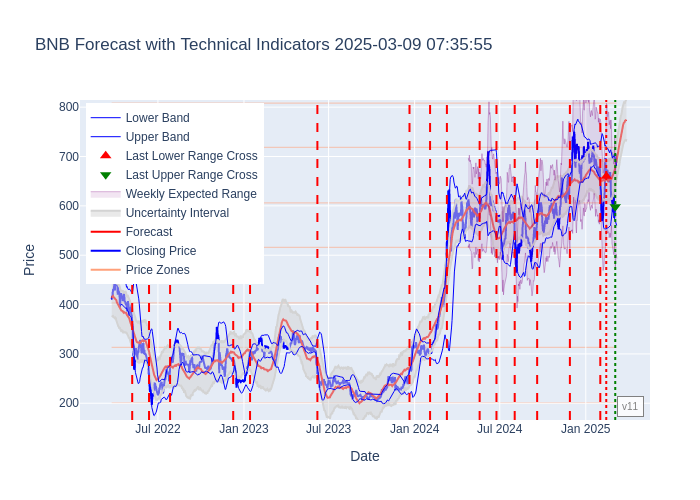 BNB Forecast with Technical Indicators 2025-03-09 07:35:55
Lower Band
Upper Band
Last Lower Range Cross
Last Upper Range Cross
Weekly Expected Range
Uncertainty Interval
Forecast
Closing Price
Price Zones
Price
800
700
600
500
400
300
200
v11
Jul 2022
Jan 2023
Jul 2023
Jan 2024
Jul 2024
Jan 2025
Date